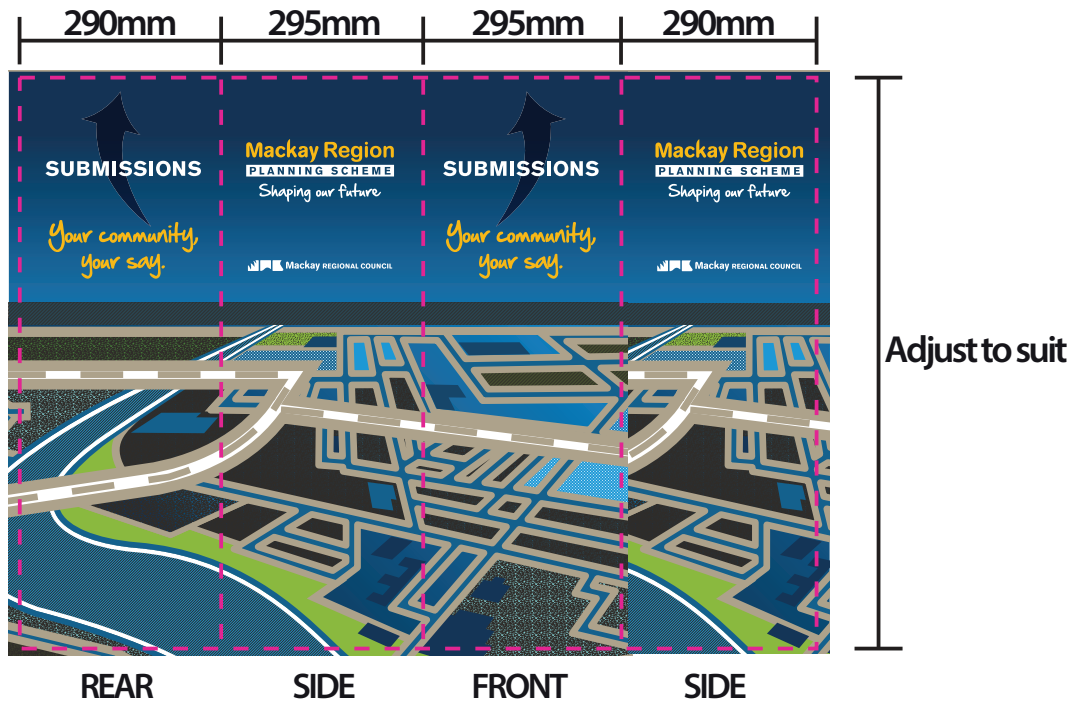 290mm 295mm 295mm 290mm
SUBMISSIONS
Your community,
your say.
Mackay Region
PLANNING SCHEME
Shaping our future
Mackay REGIONAL COUNCIL
SUBMISSIONS
Your community,
your say.
Mackay Region
PLANNING SCHEME
Shaping our future
Mackay REGIONAL COUNCIL
Adjust to suit
REAR SIDE FRONT SIDE